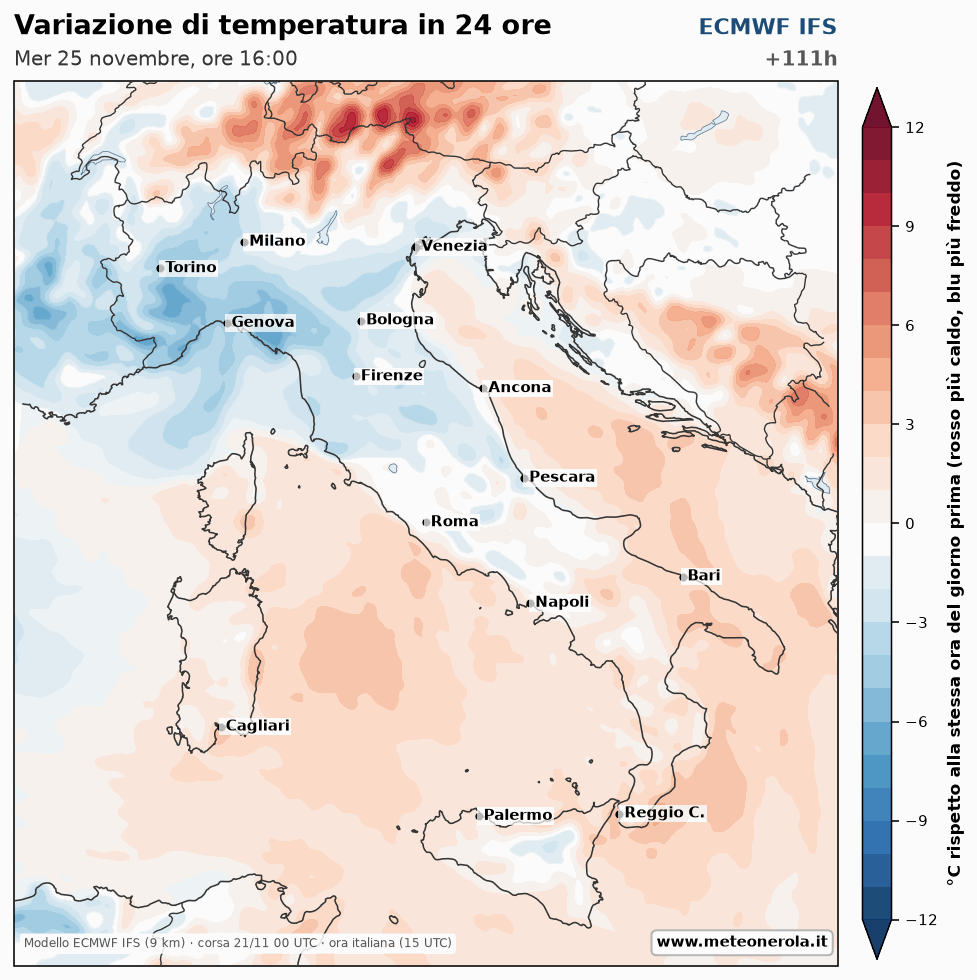 Variazione di temperatura in 24 ore
ECMWF IFS
Mer 25 novembre, ore 16:00
+111h
Milano
Venezia
Torino
Genova
Bologna
Firenze
Ancona
Pescara
Roma
Bari
Napoli
Cagliari
Palermo
Reggio C.
12
9
6
3
0
−3
−6
−9
−12
°C rispetto alla stessa ora del giorno prima (rosso più caldo, blu più freddo)
Modello ECMWF IFS (9 km) · corsa 21/11 00 UTC · ora italiana (15 UTC)
www.meteonerola.it